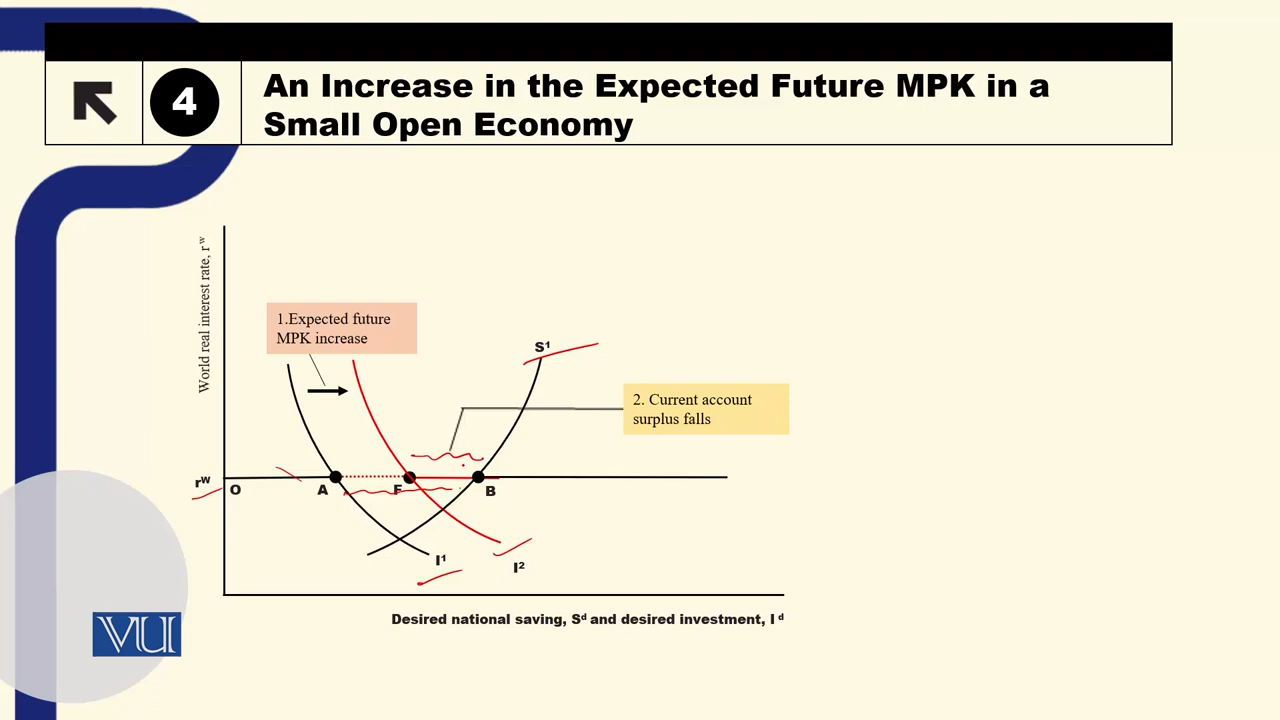 4
An Increase in the Expected Future MPK in a
Small Open Economy
World real interest rate, r w
1.Expected future
MPK increase
S¹
2. Current account
surplus falls
rᵂ
O
A
F
B
I¹
I²
Desired national saving, Sᵈ and desired investment, I ᵈ
VU